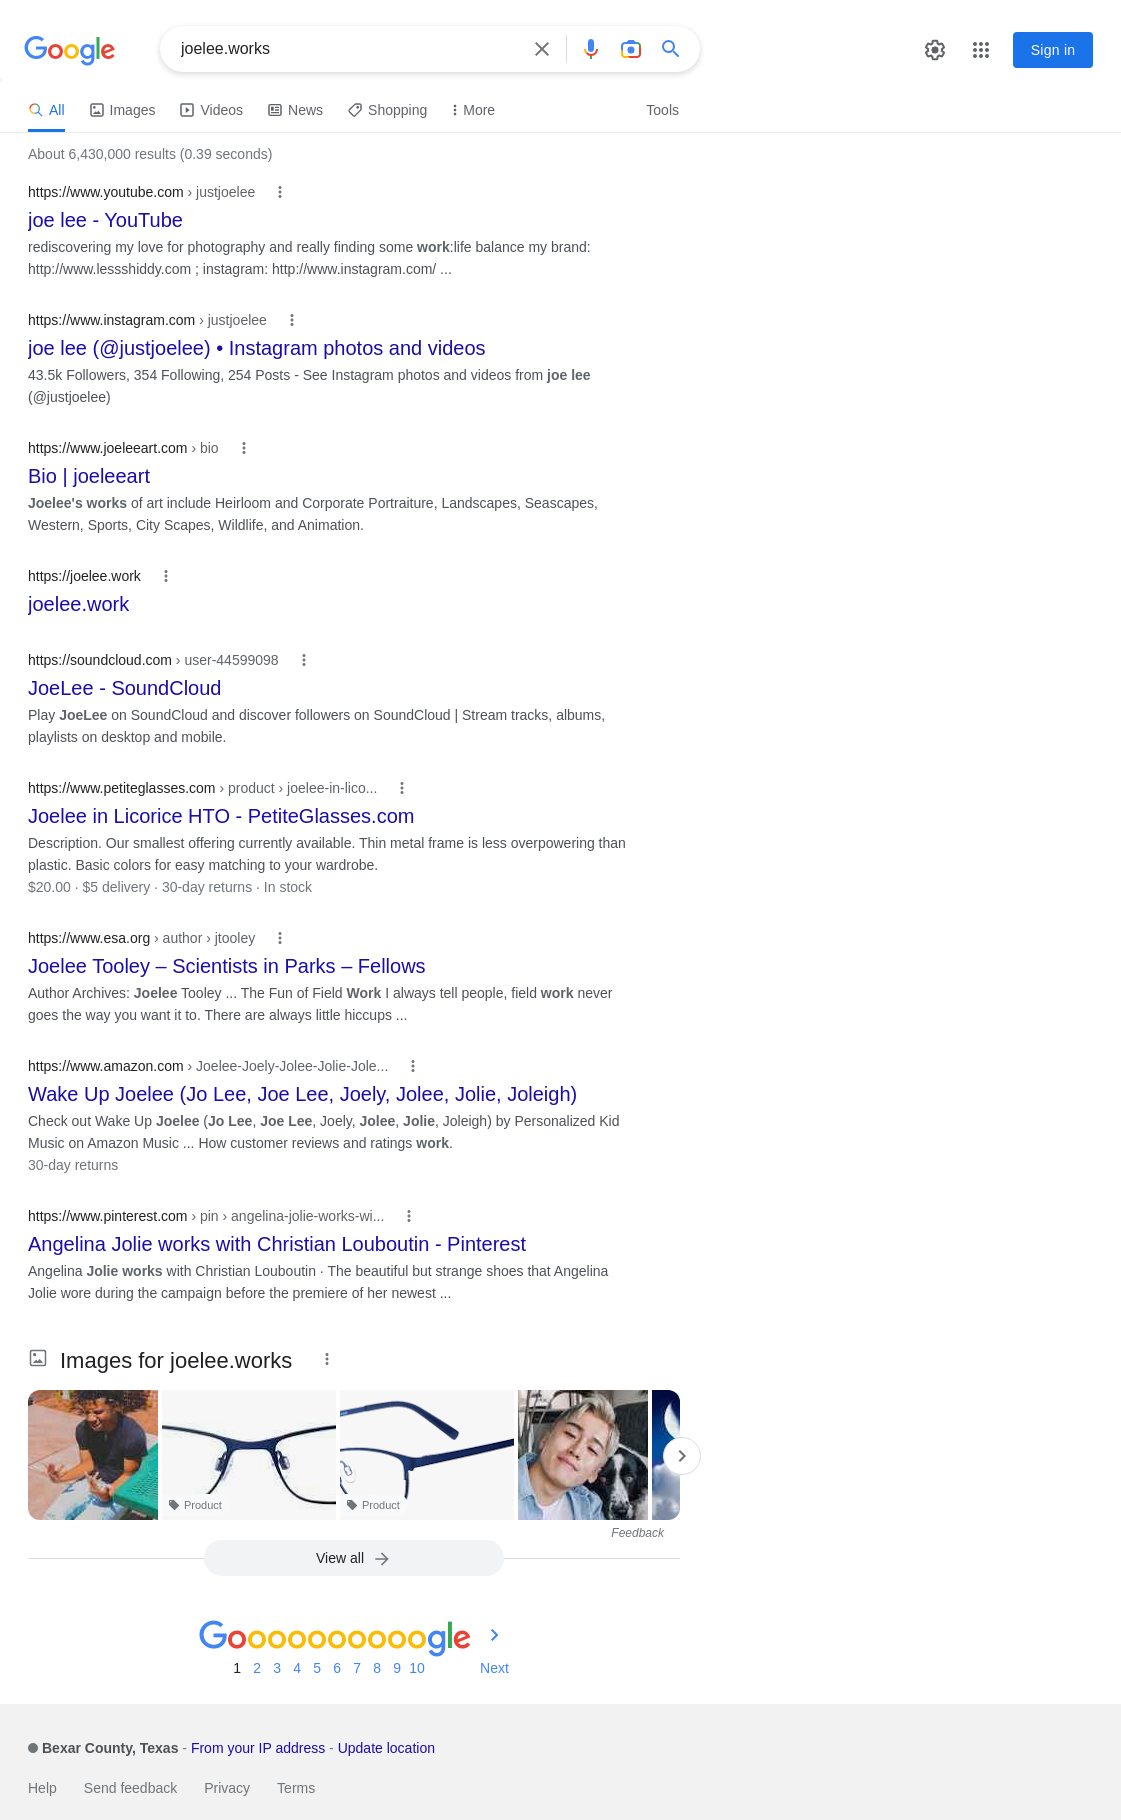 Google
joelee.works
Sign in
All Images Videos News Shopping More Tools
About 6,430,000 results (0.39 seconds)
https://www.youtube.com › justjoelee
joe lee - YouTube
rediscovering my love for photography and really finding some work:life balance my brand:
http://www.lessshiddy.com ; instagram: http://www.instagram.com/ ...
https://www.instagram.com › justjoelee
joe lee (@justjoelee) • Instagram photos and videos
43.5k Followers, 354 Following, 254 Posts - See Instagram photos and videos from joe lee
(@justjoelee)
https://www.joeleeart.com › bio
Bio | joeleeart
Joelee's works of art include Heirloom and Corporate Portraiture, Landscapes, Seascapes,
Western, Sports, City Scapes, Wildlife, and Animation.
https://joelee.work
joelee.work
https://soundcloud.com › user-44599098
JoeLee - SoundCloud
Play JoeLee on SoundCloud and discover followers on SoundCloud | Stream tracks, albums,
playlists on desktop and mobile.
https://www.petiteglasses.com › product › joelee-in-lico...
Joelee in Licorice HTO - PetiteGlasses.com
Description. Our smallest offering currently available. Thin metal frame is less overpowering than
plastic. Basic colors for easy matching to your wardrobe.
$20.00 · $5 delivery · 30-day returns · In stock
https://www.esa.org › author › jtooley
Joelee Tooley – Scientists in Parks – Fellows
Author Archives: Joelee Tooley ... The Fun of Field Work I always tell people, field work never
goes the way you want it to. There are always little hiccups ...
https://www.amazon.com › Joelee-Joely-Jolee-Jolie-Jole...
Wake Up Joelee (Jo Lee, Joe Lee, Joely, Jolee, Jolie, Joleigh)
Check out Wake Up Joelee (Jo Lee, Joe Lee, Joely, Jolee, Jolie, Joleigh) by Personalized Kid
Music on Amazon Music ... How customer reviews and ratings work.
30-day returns
https://www.pinterest.com › pin › angelina-jolie-works-wi...
Angelina Jolie works with Christian Louboutin - Pinterest
Angelina Jolie works with Christian Louboutin · The beautiful but strange shoes that Angelina
Jolie wore during the campaign before the premiere of her newest ...
Images for joelee.works
Product Product
Feedback
View all
Goooooooooogle
1 2 3 4 5 6 7 8 9 10 Next
Bexar County, Texas - From your IP address - Update location
Help Send feedback Privacy Terms